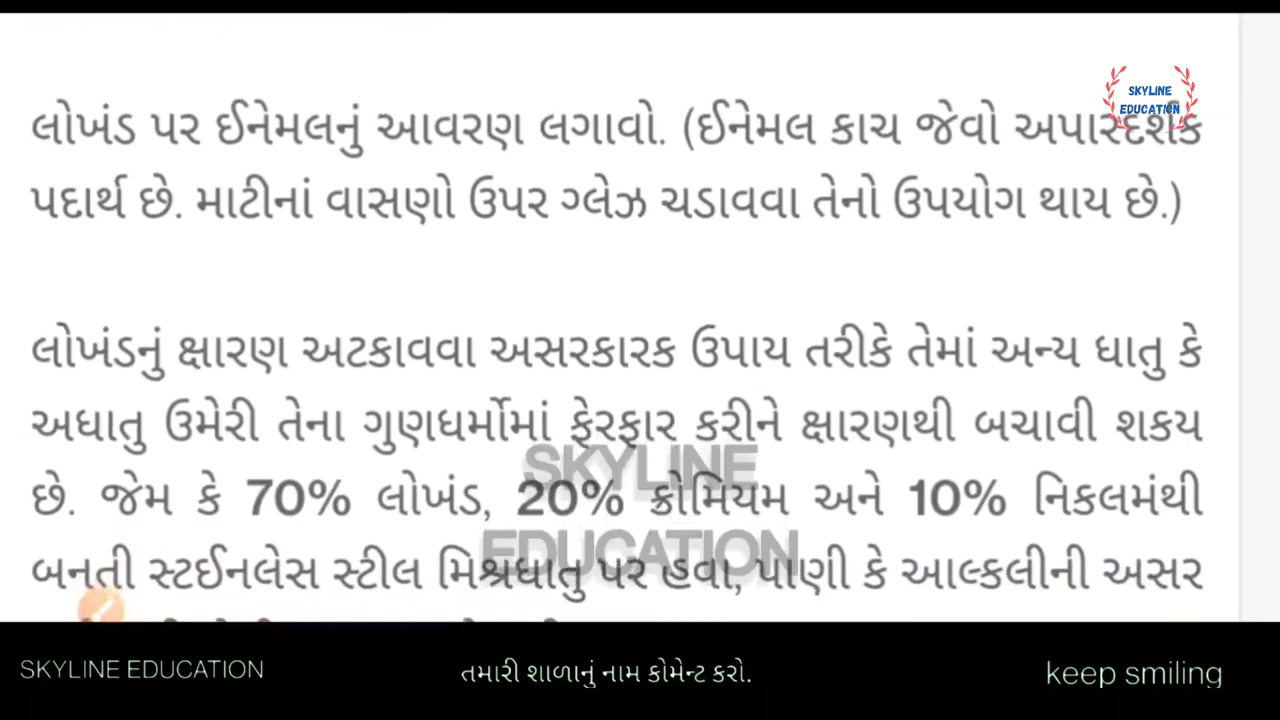 SKYLINE
EDUCATION
લોખંડ પર ઈનેમલનું આવરણ લગાવો. (ઈનેમલ કાચ જેવો અપારદર્શક
પદાર્થ છે. માટીનાં વાસણો ઉપર ગ્લેઝ ચડાવવા તેનો ઉપયોગ થાય છે.)
લોખંડનું ક્ષારણ અટકાવવા અસરકારક ઉપાય તરીકે તેમાં અન્ય ધાતુ કે
અધાતુ ઉમેરી તેના ગુણધર્મોમાં ફેરફાર કરીને ક્ષારણથી બચાવી શકય
છે. જેમ કે 70% લોખંડ, 20% ક્રોમિયમ અને 10% નિકલમંથી
બનતી સ્ટઈનલેસ સ્ટીલ મિશ્રધાતુ પર હવા, પાણી કે આલ્કલીની અસર
SKYLINE
EDUCATION
SKYLINE EDUCATION
તમારી શાળાનું નામ કોમેન્ટ કરો.
keep smiling